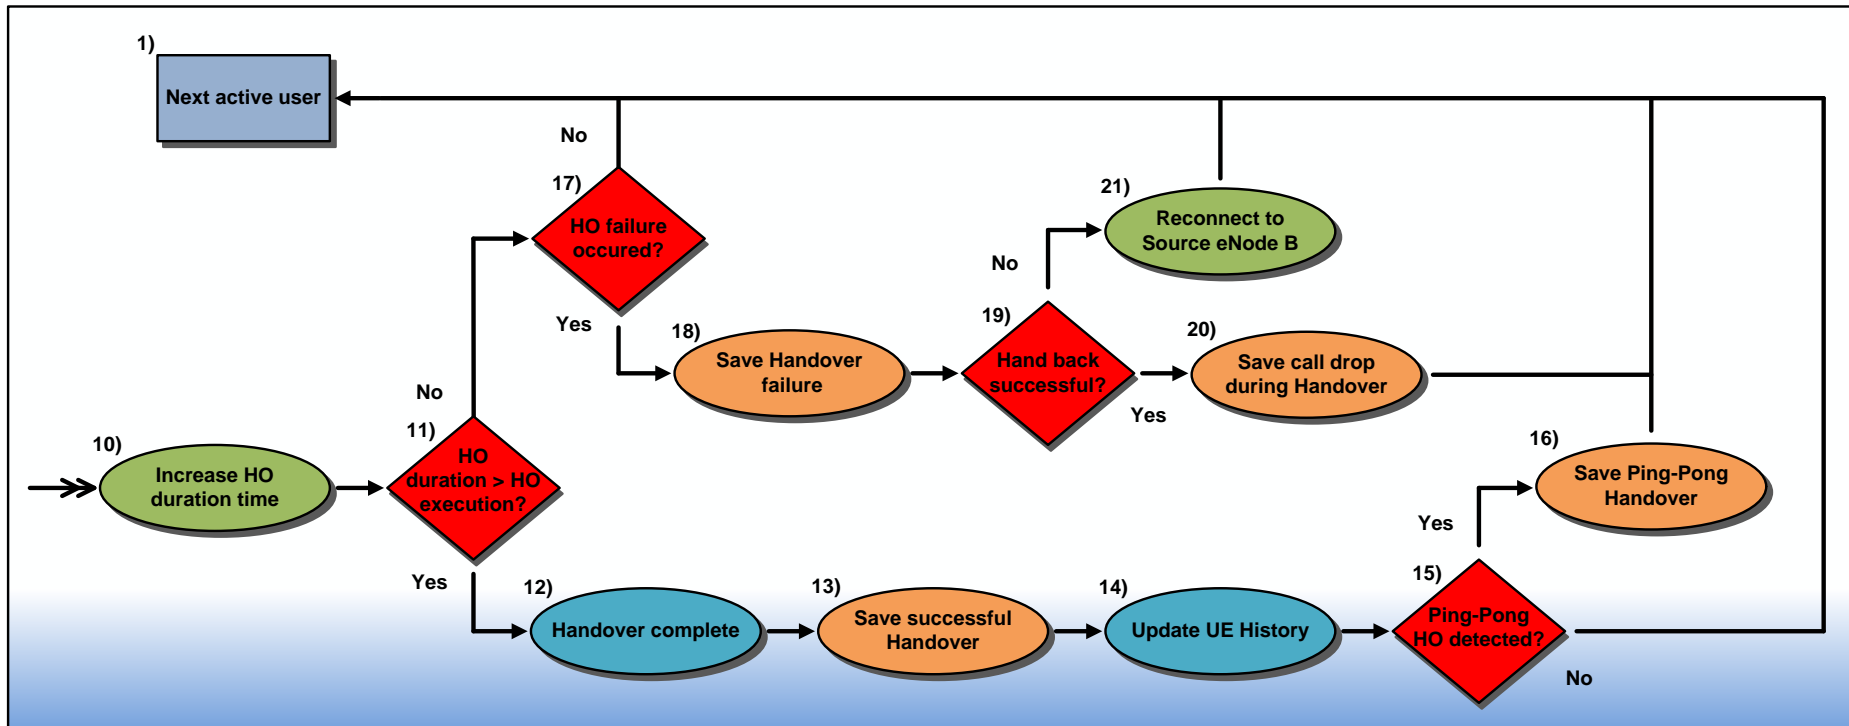 1)
Next active user
No
17)
HO failure
occured?
Yes
18)
Save Handover
failure
19)
Hand back
successful?
No
21)
Reconnect to
Source eNode B
Yes
20)
Save call drop
during Handover
No
10)
Increase HO
duration time
11)
HO
duration > HO
execution?
Yes
12)
Handover complete
13)
Save successful
Handover
14)
Update UE History
15)
Ping-Pong
HO detected?
Yes
16)
Save Ping-Pong
Handover
No